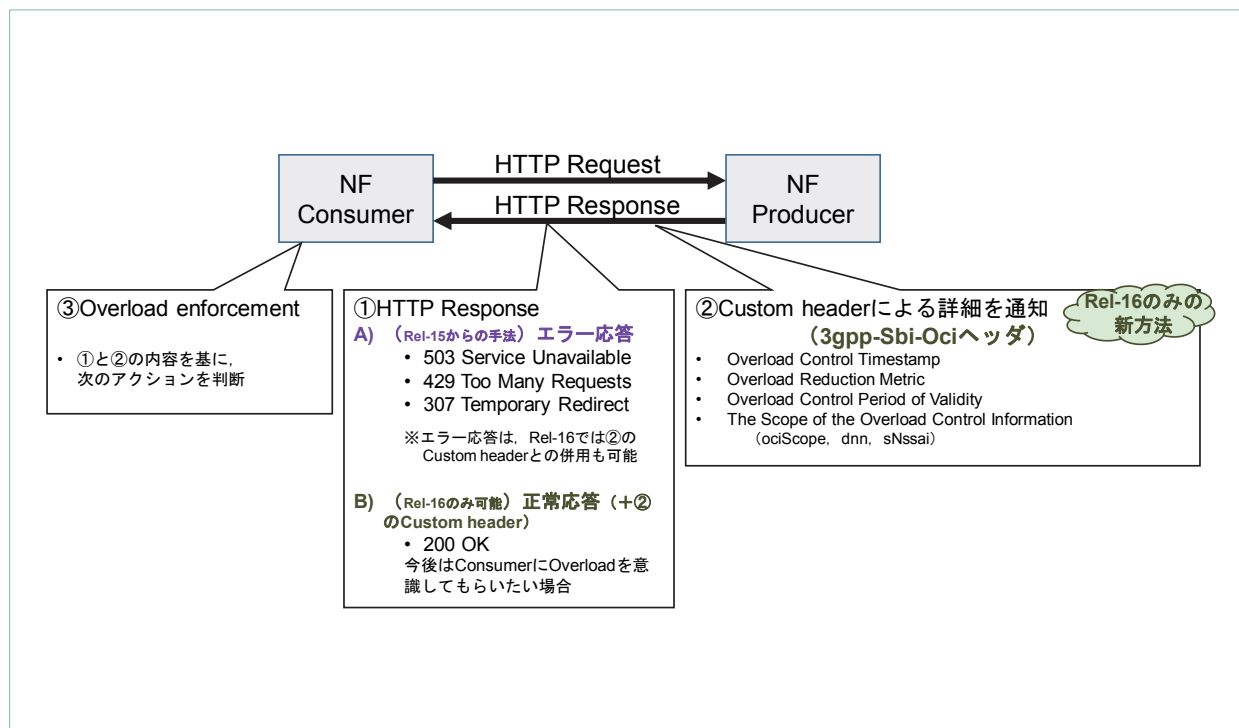 HTTP Request
NF
Consumer
HTTP Response
NF
Producer
③Overload enforcement
• ①と②の内容を基に，
次のアクションを判断
①HTTP Response
A) （Rel-15からの手法）エラー応答
• 503 Service Unavailable
• 429 Too Many Requests
• 307 Temporary Redirect
※エラー応答は，Rel-16では②の
Custom headerとの併用も可能
B) （Rel-16のみ可能）正常応答（＋②
のCustom header）
• 200 OK
今後はConsumerにOverloadを意
識してもらいたい場合
②Custom headerによる詳細を通知
（3gpp-Sbi-Ociヘッダ）
Rel-16のみの
新方法
• Overload Control Timestamp
• Overload Reduction Metric
• Overload Control Period of Validity
• The Scope of the Overload Control Information
（ociScope，dnn，sNssai）